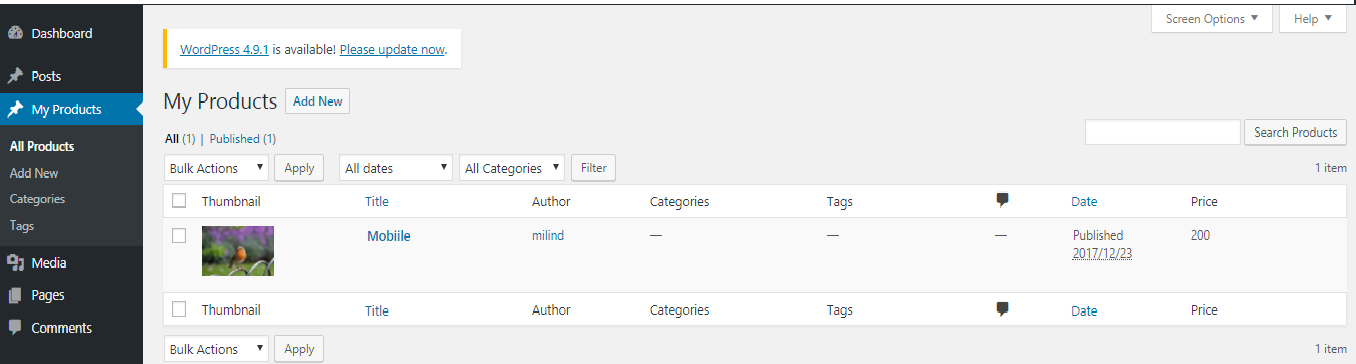 Screen Options ▼ Help ▼
Dashboard
Posts
My Products
All Products
Add New
Categories
Tags
Media
Pages
Comments
WordPress 4.9.1 is available! Please update now.
My Products Add New
All (1) | Published (1)
Search Products
Bulk Actions ▼ Apply All dates ▼ All Categories ▼ Filter 1 item
Thumbnail Title Author Categories Tags Date Price
Mobiile milind — — — Published 200
2017/12/23
Thumbnail Title Author Categories Tags Date Price
Bulk Actions ▼ Apply 1 item